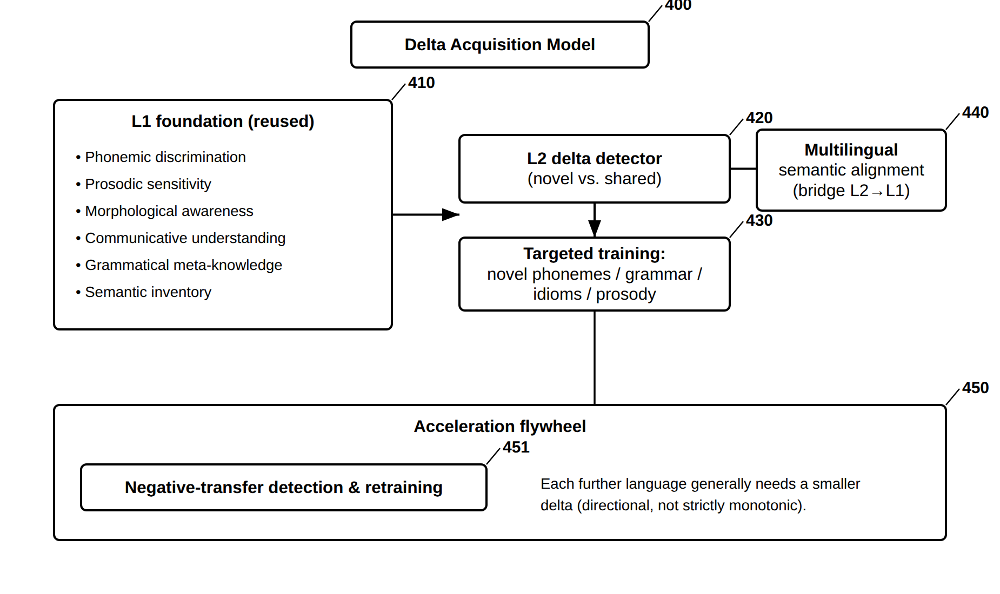 400
Delta Acquisition Model
410
L1 foundation (reused)
• Phonemic discrimination
• Prosodic sensitivity
• Morphological awareness
• Communicative understanding
• Grammatical meta-knowledge
• Semantic inventory
420
L2 delta detector
(novel vs. shared)
440
Multilingual
semantic alignment
(bridge L2→L1)
430
Targeted training:
novel phonemes / grammar /
idioms / prosody
450
Acceleration flywheel
451
Negative-transfer detection & retraining
Each further language generally needs a smaller
delta (directional, not strictly monotonic).